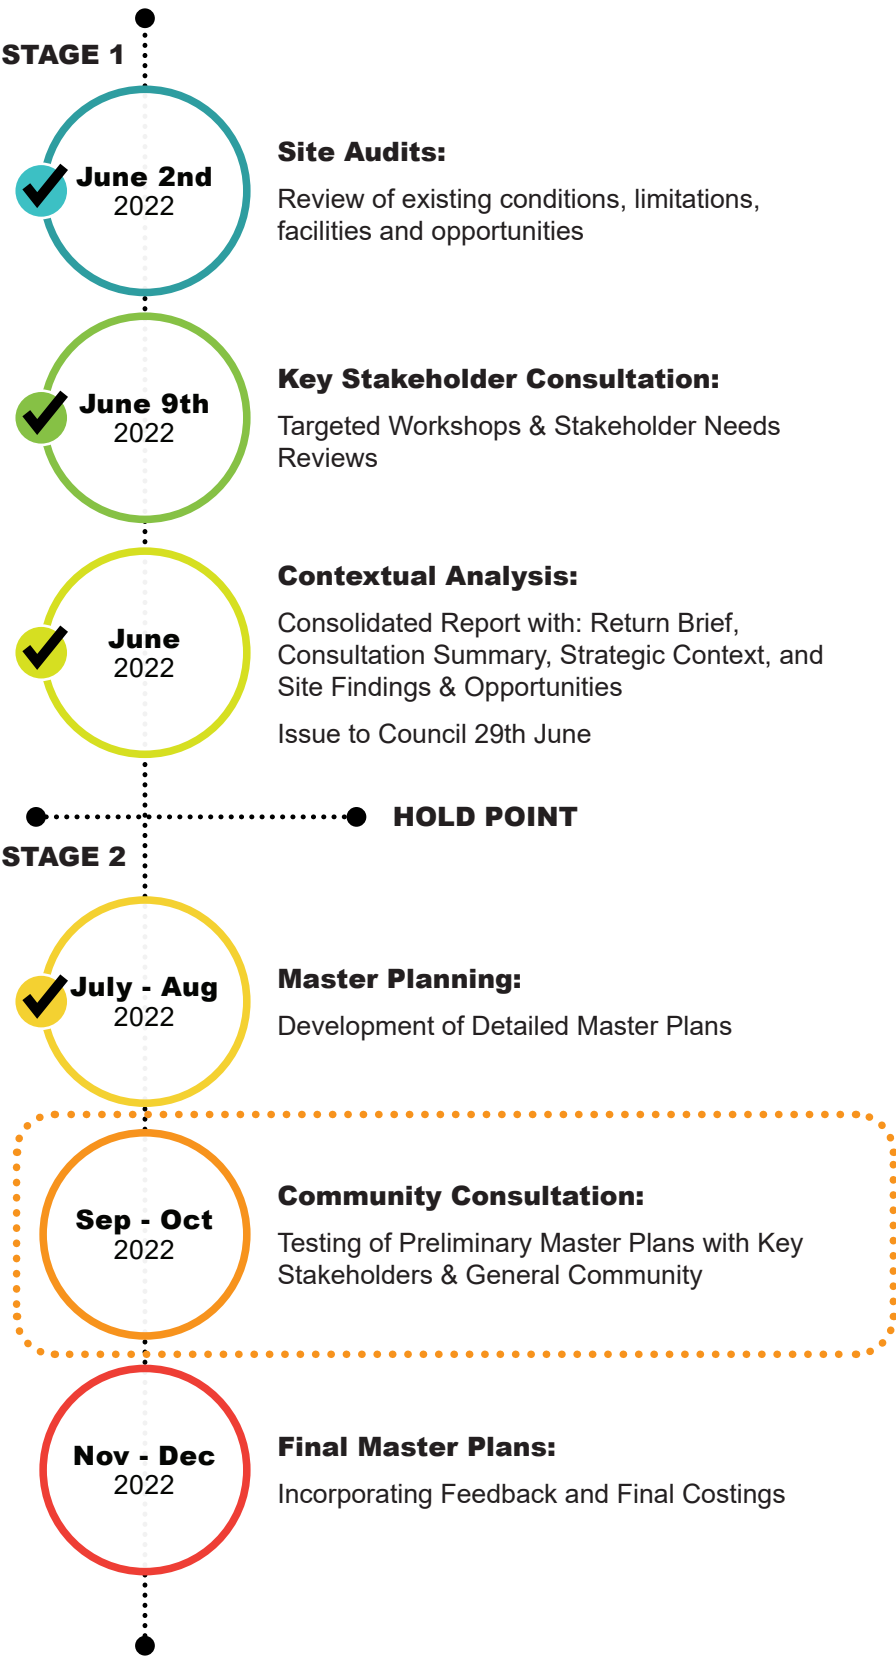 STAGE 1
June 2nd
2022
Site Audits:
Review of existing conditions, limitations,
facilities and opportunities
June 9th
2022
Key Stakeholder Consultation:
Targeted Workshops & Stakeholder Needs
Reviews
June
2022
Contextual Analysis:
Consolidated Report with: Return Brief,
Consultation Summary, Strategic Context, and
Site Findings & Opportunities
Issue to Council 29th June
HOLD POINT
STAGE 2
July - Aug
2022
Master Planning:
Development of Detailed Master Plans
Sep - Oct
2022
Community Consultation:
Testing of Preliminary Master Plans with Key
Stakeholders & General Community
Nov - Dec
2022
Final Master Plans:
Incorporating Feedback and Final Costings